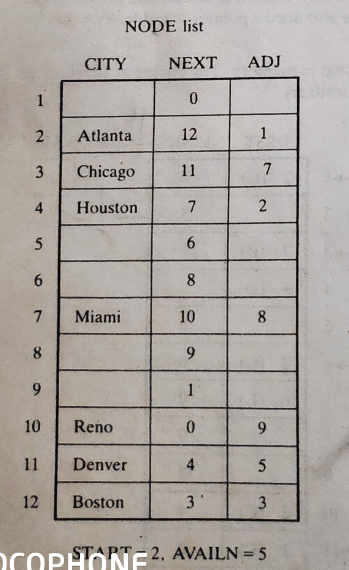 NODE list
CITY NEXT ADJ
1 0
2 Atlanta 12 1
3 Chicago 11 7
4 Houston 7 2
5 6
6 8
7 Miami 10 8
8 9
9 1
10 Reno 0 9
11 Denver 4 5
12 Boston 3 3
START = 2, AVAILN = 5
OCOPHONE